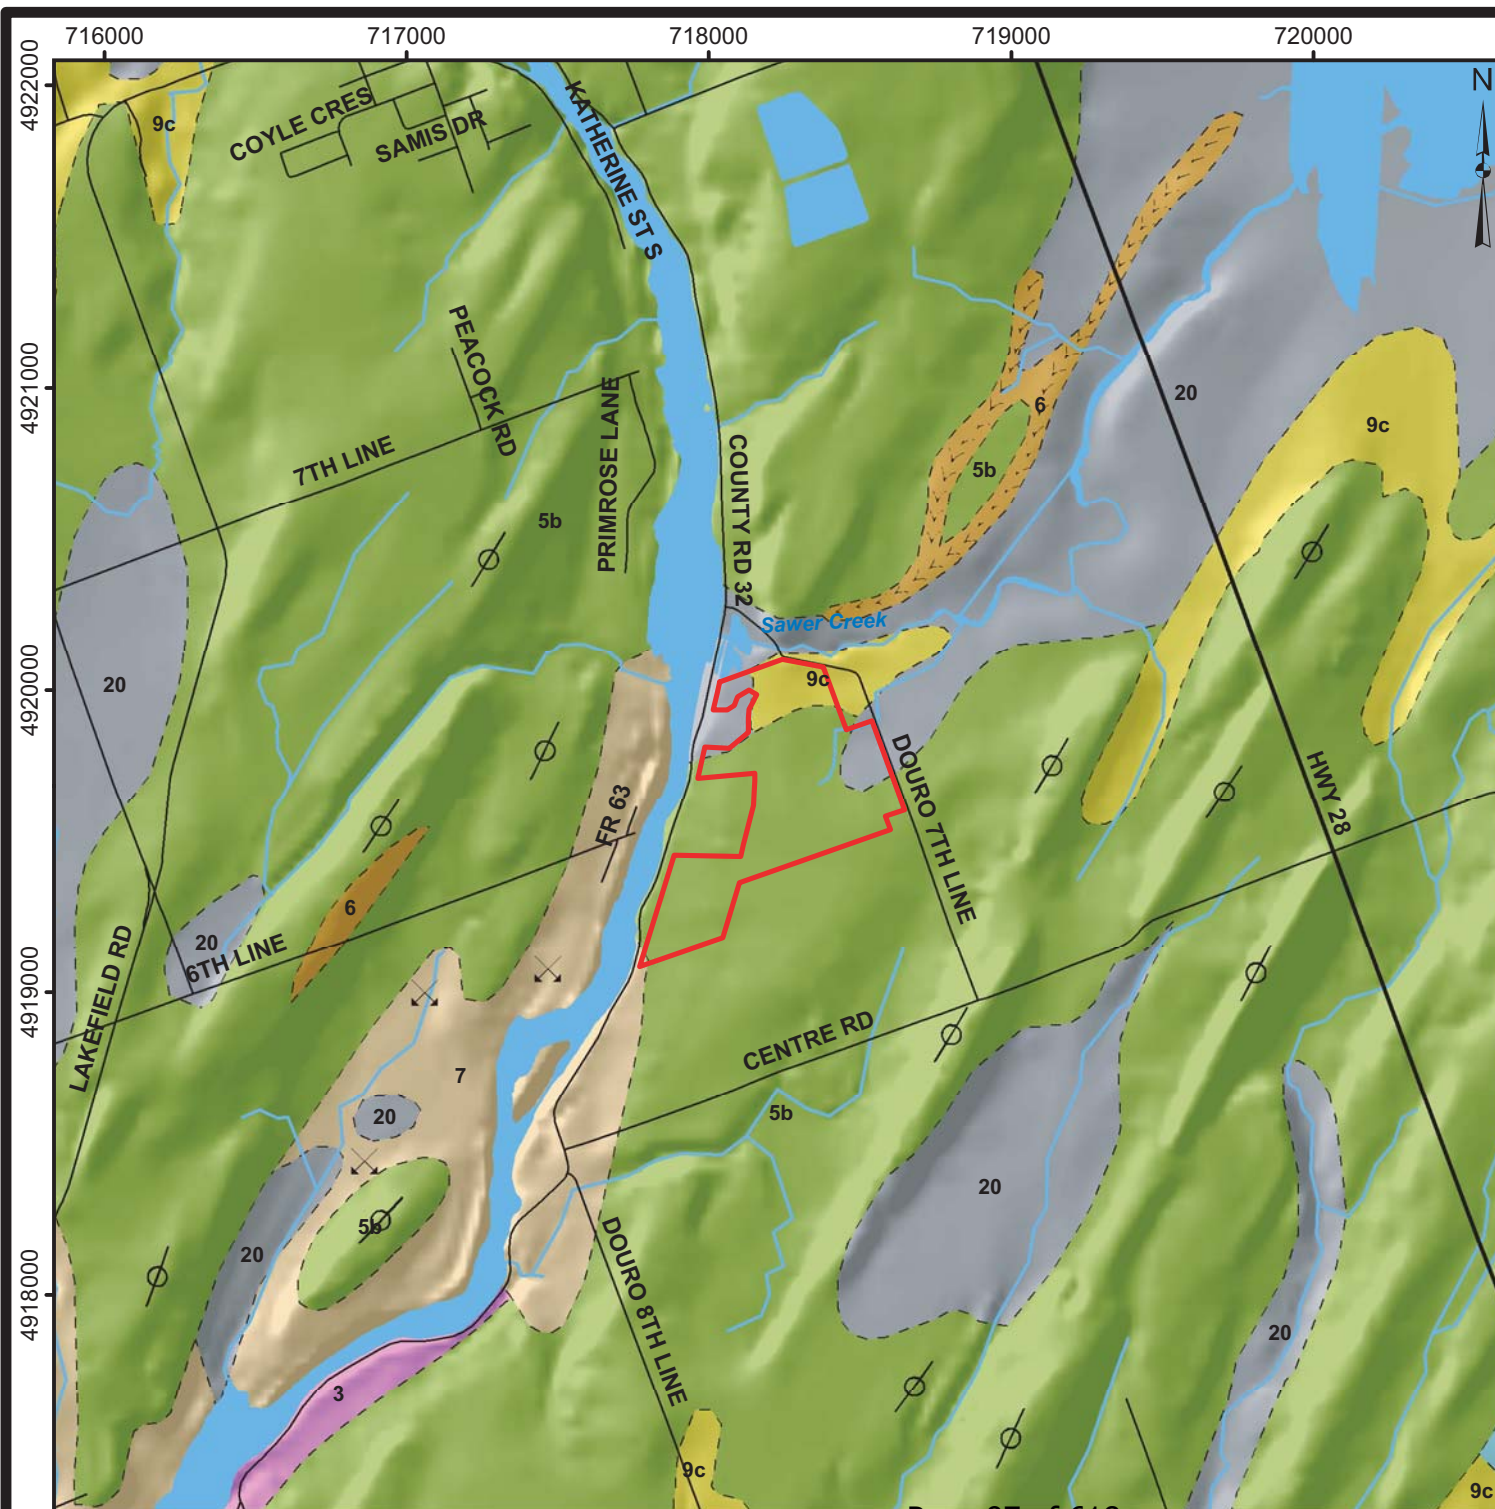 716000 717000 718000 719000 720000
4922000
4921000
4920000
4919000
4918000
N
9c
COYLE CRES
SAMIS DR
KATHERINE ST S
PEACOCK RD
7TH LINE
PRIMROSE LANE
COUNTY RD 32
5b
6
5b
20
9c
Sawer Creek
9c
20
DOURO 7TH LINE
HWY 28
FR 63
6
20
6TH LINE
LAKEFIELD RD
7
20
CENTRE RD
5b
20
5b
20
DOURO 8TH LINE
20
3
9c
9c